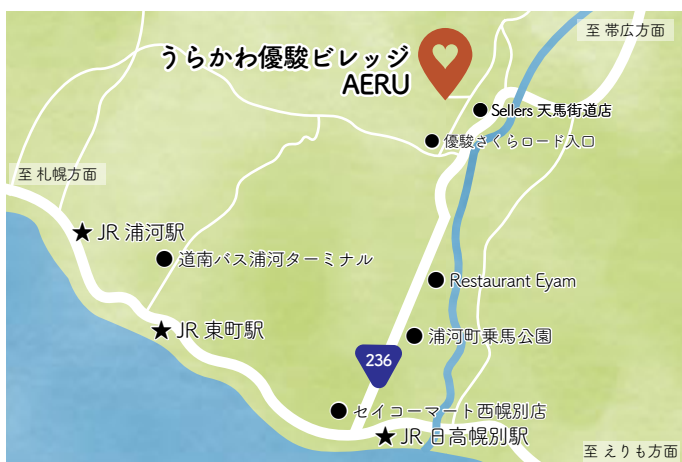 至 帯広方面
うらかわ優駿ビレッジ
AERU
Sellers 天馬街道店
優駿さくらロード入口
至 札幌方面
JR 浦河駅
道南バス浦河ターミナル
Restaurant Eyam
JR 東町駅
浦河町乗馬公園
236
セイコーマート西幌別店
JR 日高幌別駅
至 えりも方面